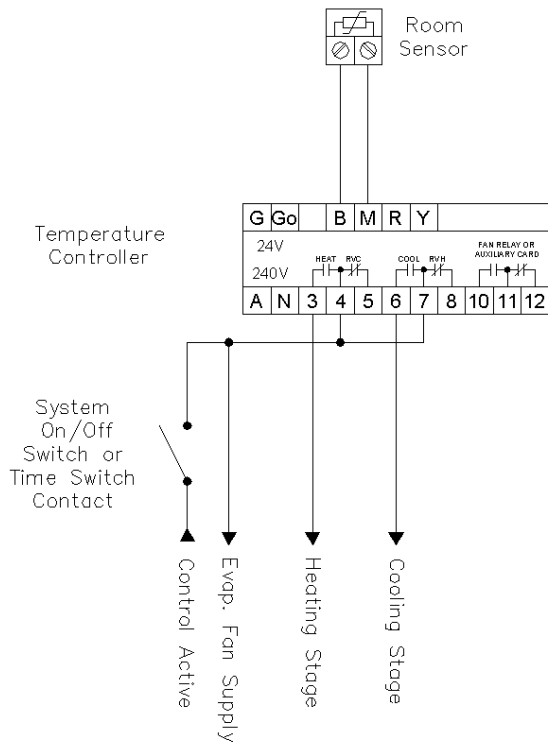 Room
Sensor
G Go B M R Y
Temperature
Controller
24V
240V
HEAT RVC
COOL RVH
FAN RELAY OR
AUXILIARY CARD
A N 3 4 5 6 7 8 10 11 12
System
On/Off
Switch or
Time Switch
Contact
Control Active
Evap. Fan Supply
Heating Stage
Cooling Stage